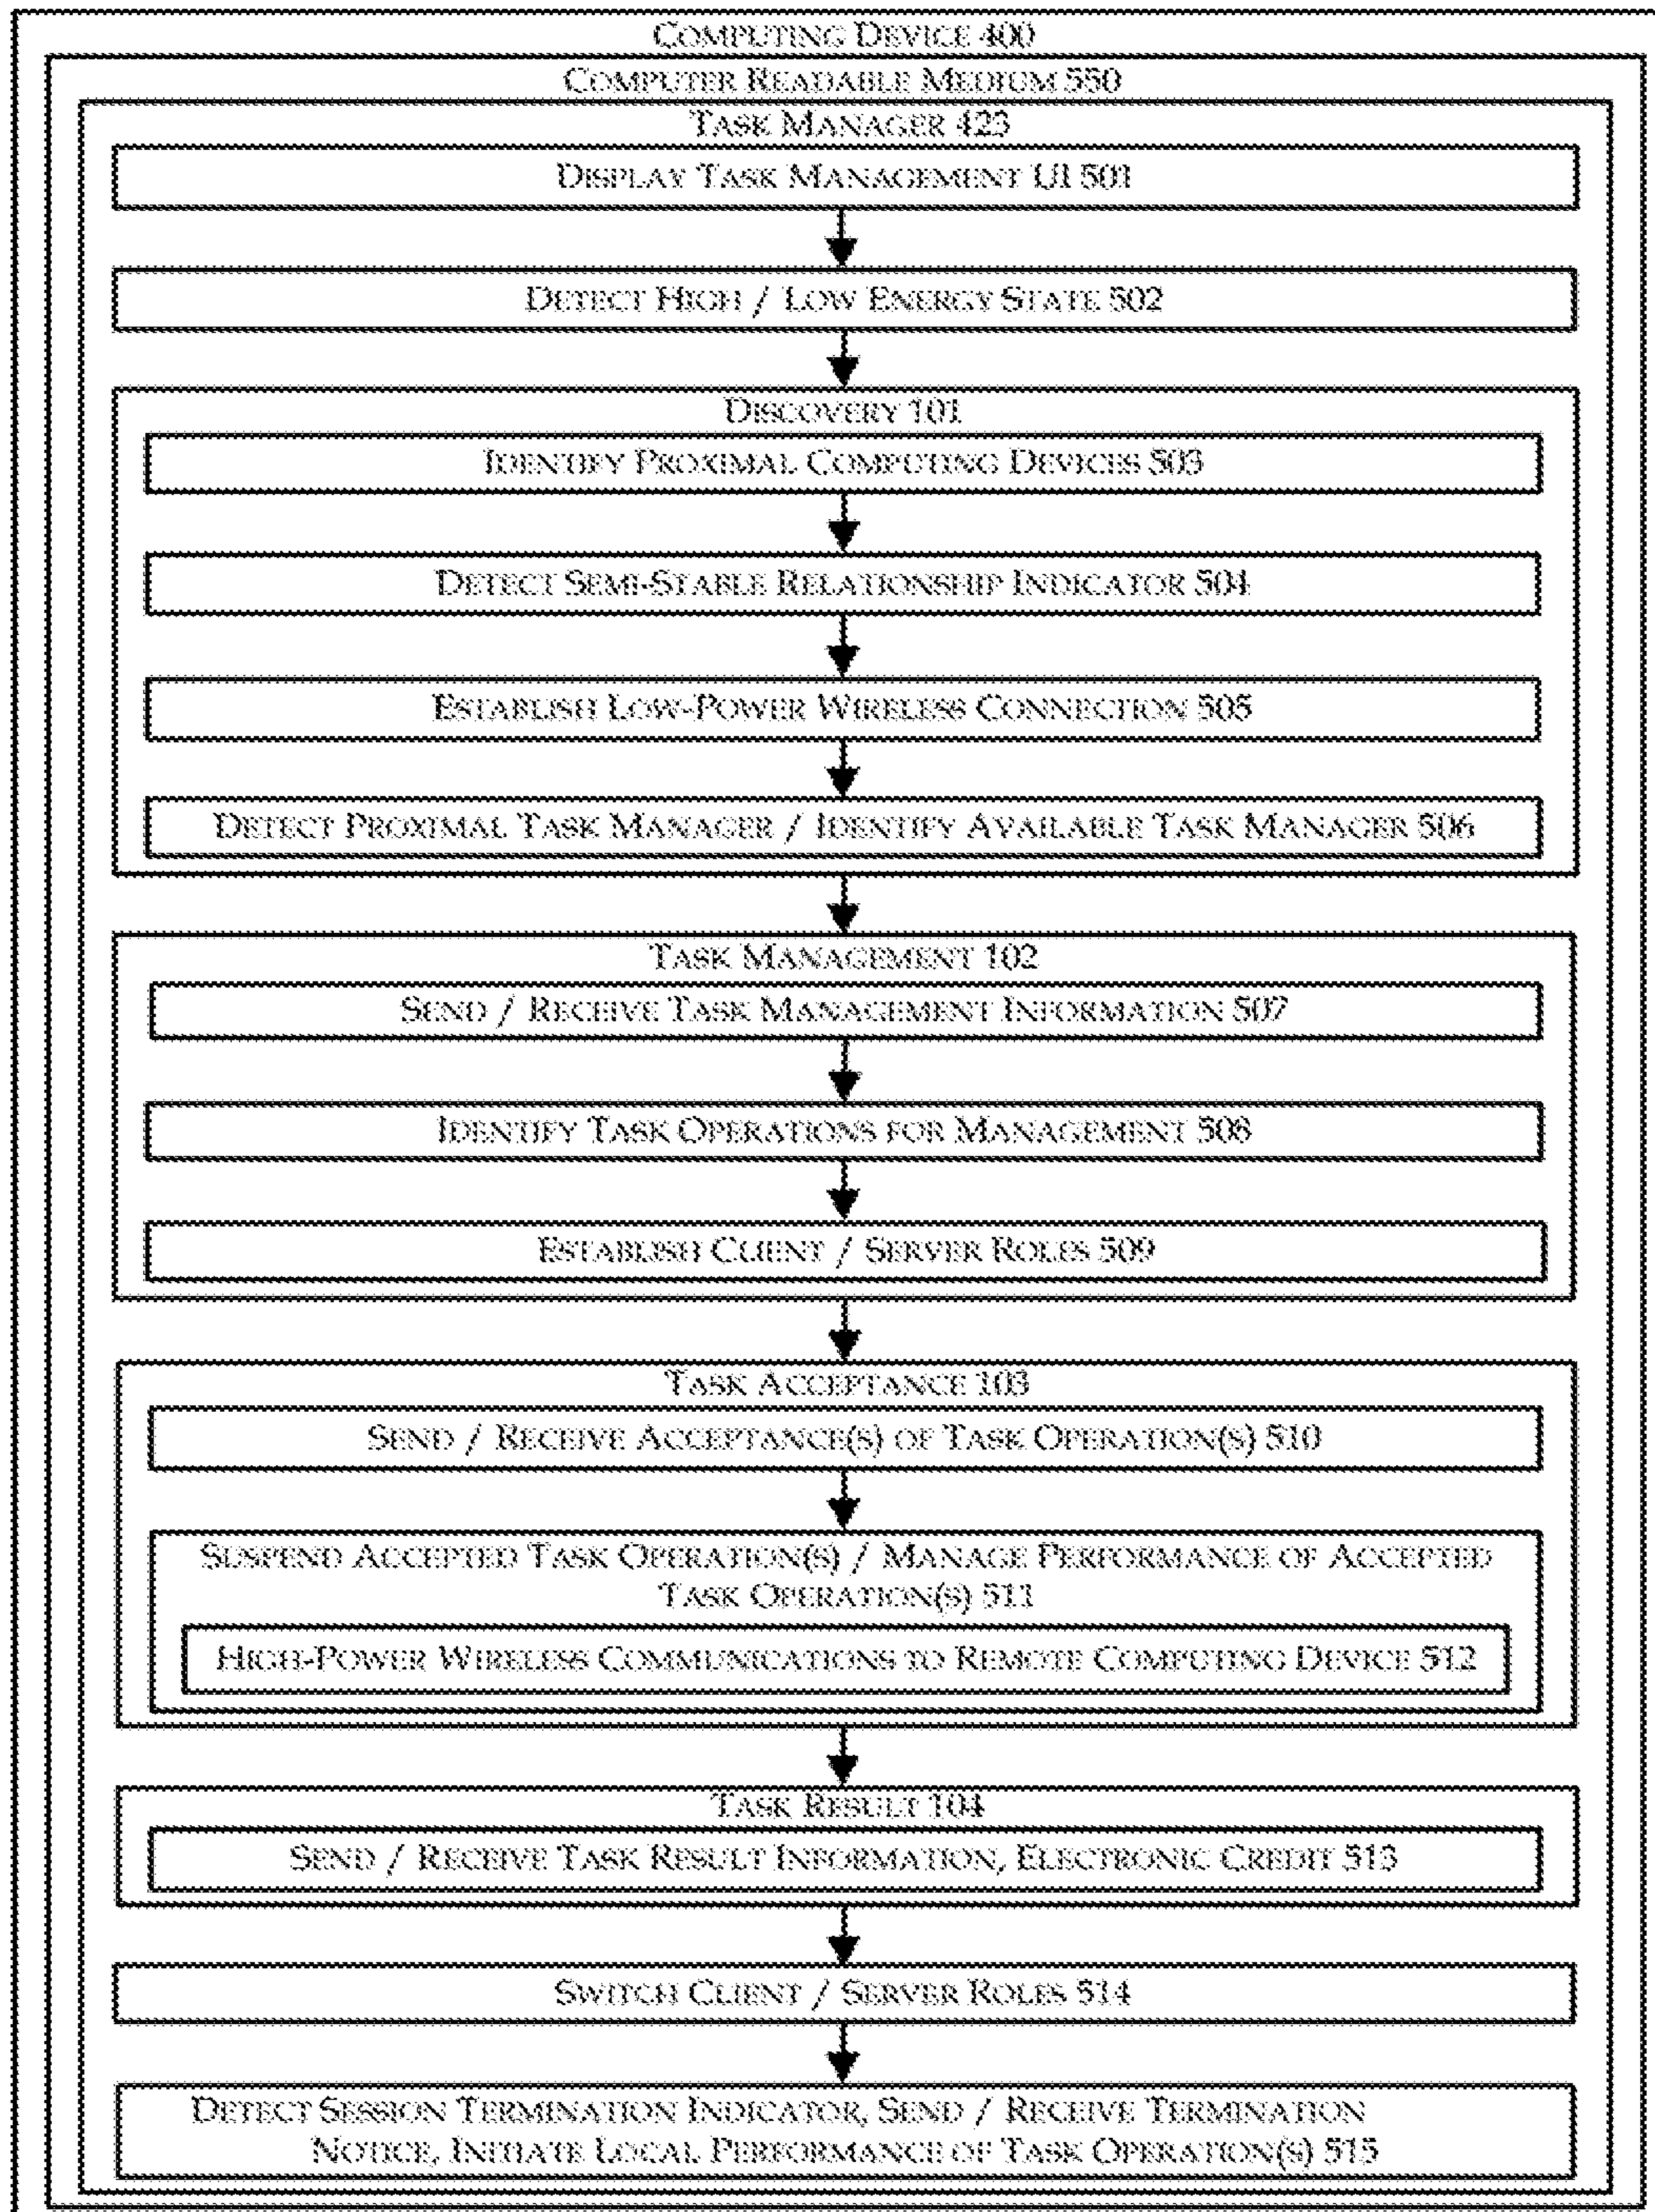 COMPUTING DEVICE 400
COMPUTER READABLE MEDIUM 550
TASK MANAGER 423
DISPLAY TASK MANAGEMENT UI 501
DETECT HIGH / LOW ENERGY STATE 502
DISCOVERY 101
IDENTIFY PROXIMAL COMPUTING DEVICES 503
DETECT SEMI-STABLE RELATIONSHIP INDICATOR 504
ESTABLISH LOW-POWER WIRELESS CONNECTION 505
DETECT PROXIMAL TASK MANAGER / IDENTIFY AVAILABLE TASK MANAGER 506
TASK MANAGEMENT 102
SEND / RECEIVE TASK MANAGEMENT INFORMATION 507
IDENTIFY TASK OPERATIONS FOR MANAGEMENT 508
ESTABLISH CLIENT / SERVER ROLES 509
TASK ACCEPTANCE 103
SEND / RECEIVE ACCEPTANCE(S) OF TASK OPERATION(S) 510
SUSPEND ACCEPTED TASK OPERATION(S) / MANAGE PERFORMANCE OF ACCEPTED
TASK OPERATION(S) 511
HIGH-POWER WIRELESS COMMUNICATIONS TO REMOTE COMPUTING DEVICE 512
TASK RESULT 104
SEND / RECEIVE TASK RESULT INFORMATION, ELECTRONIC CREDIT 513
SWITCH CLIENT / SERVER ROLES 514
DETECT SESSION TERMINATION INDICATOR, SEND / RECEIVE TERMINATION
NOTICE, INITIATE LOCAL PERFORMANCE OF TASK OPERATION(S) 515